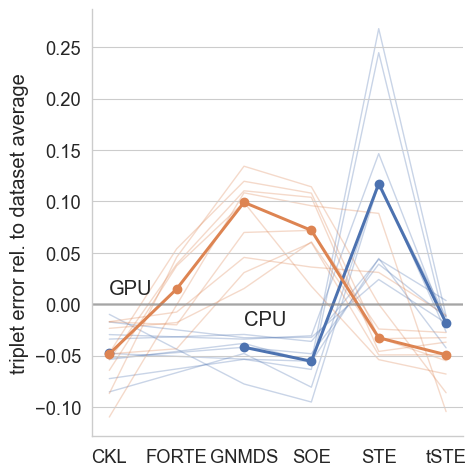 triplet error rel. to dataset average
0.25
0.20
0.15
0.10
0.05
0.00
−0.05
−0.10
GPU
CPU
CKL FORTE GNMDS SOE STE tSTE